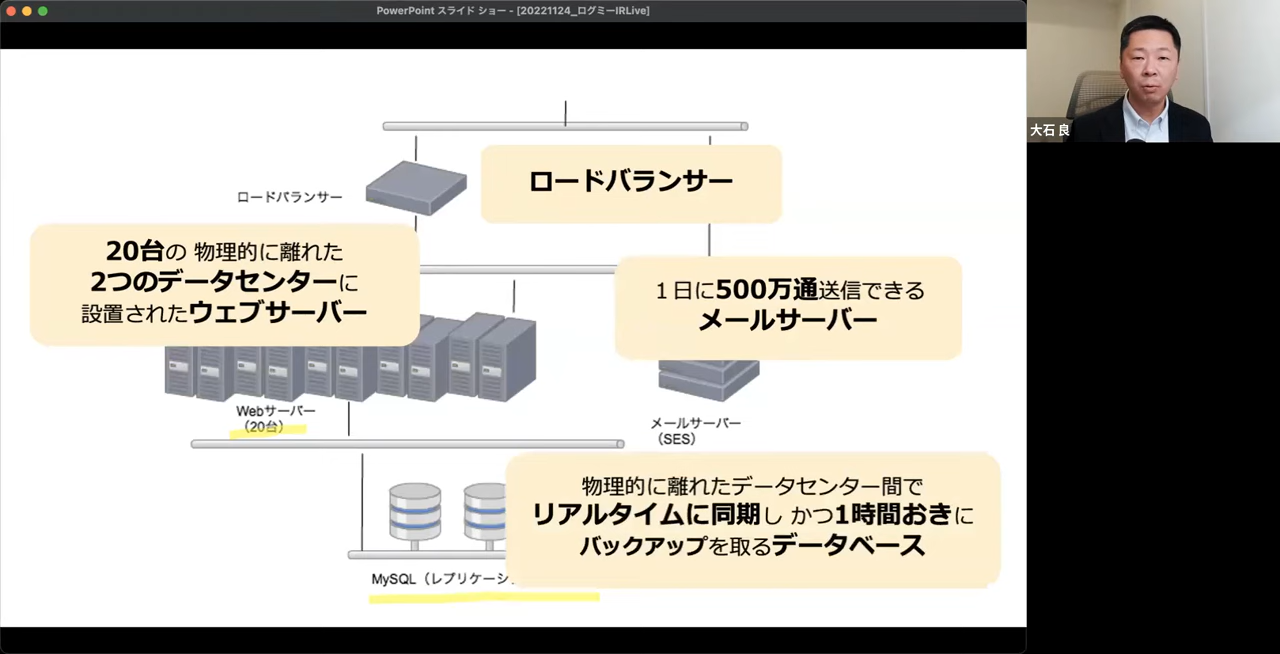 PowerPoint スライド ショー - [20221124_ログミーIRLive]
大石 良
ロードバランサー
ロードバランサー
20台の 物理的に離れた
2つのデータセンターに
設置されたウェブサーバー
1日に500万通送信できる
メールサーバー
Webサーバー
（20台）
メールサーバー
（SES）
物理的に離れたデータセンター間で
リアルタイムに同期し かつ1時間おきに
バックアップを取るデータベース
MySQL（レプリケーシ